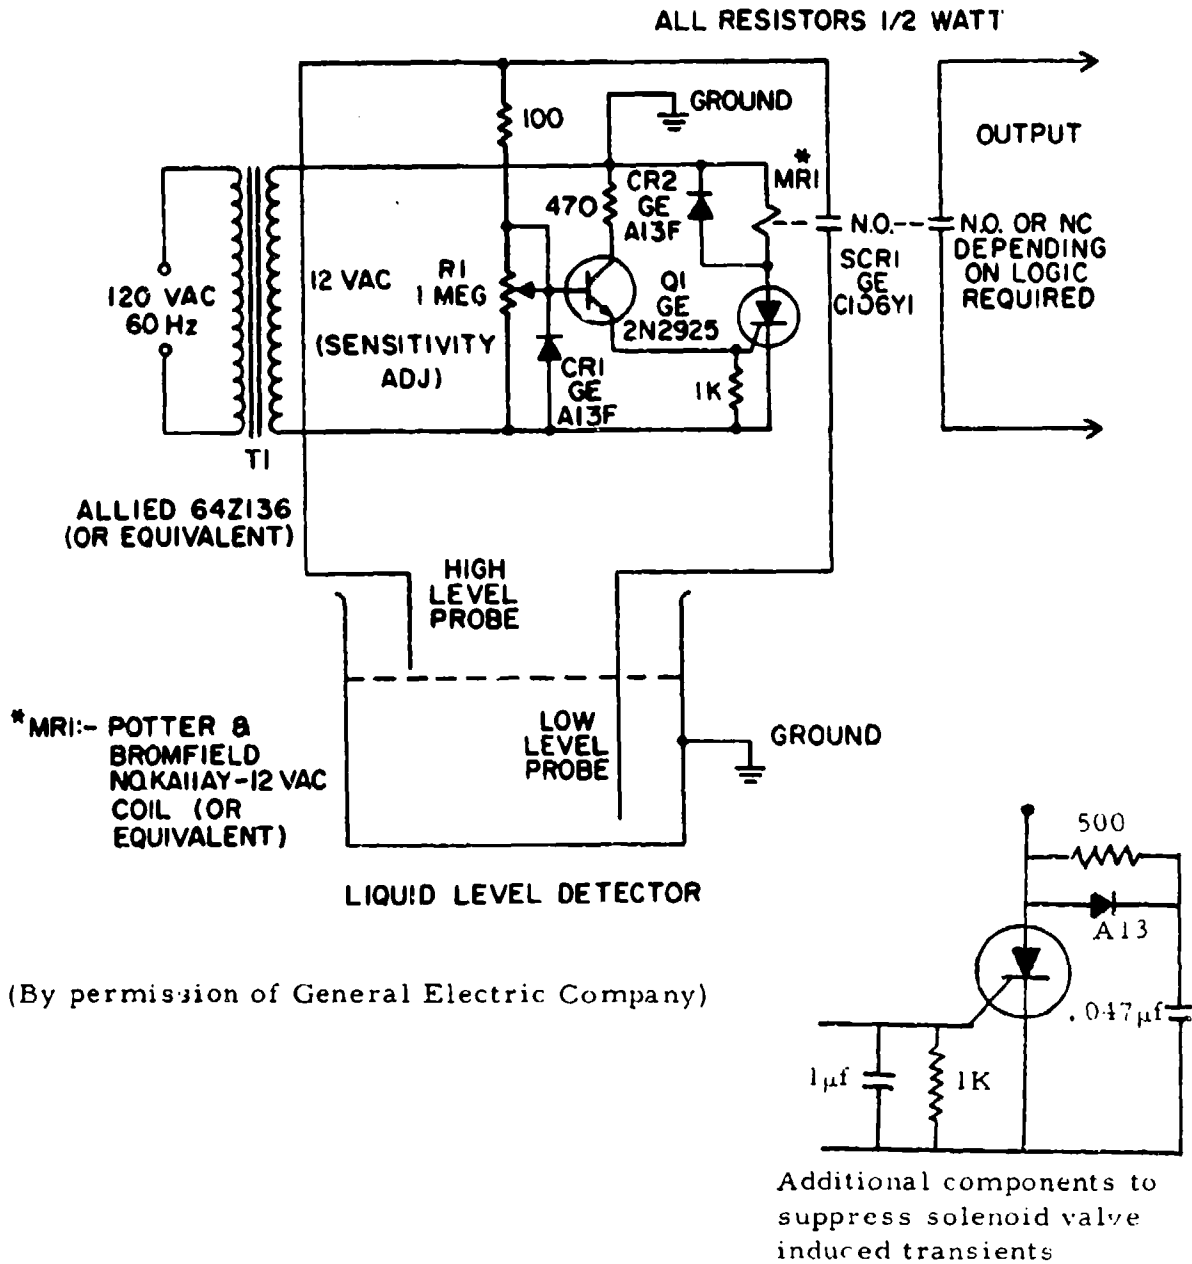 ALL RESISTORS 1/2 WATT
100
GROUND
OUTPUT
*
MR1
470
CR2
GE
A13F
N.O.
N.O. OR NC
DEPENDING
ON LOGIC
REQUIRED
SCR1
GE
C106Y1
12 VAC
R1
1 MEG
Q1
GE
2N2925
120 VAC
60 Hz
(SENSITIVITY
ADJ)
CR1
GE
A13F
1K
T1
ALLIED 64Z136
(OR EQUIVALENT)
HIGH
LEVEL
PROBE
*MR1:- POTTER &
BROMFIELD
NO.KA11AY-12 VAC
COIL (OR
EQUIVALENT)
LOW
LEVEL
PROBE
GROUND
LIQUID LEVEL DETECTOR
500
A13
.047μf
1μf
1K
(By permission of General Electric Company)
Additional components to
suppress solenoid valve
induced transients